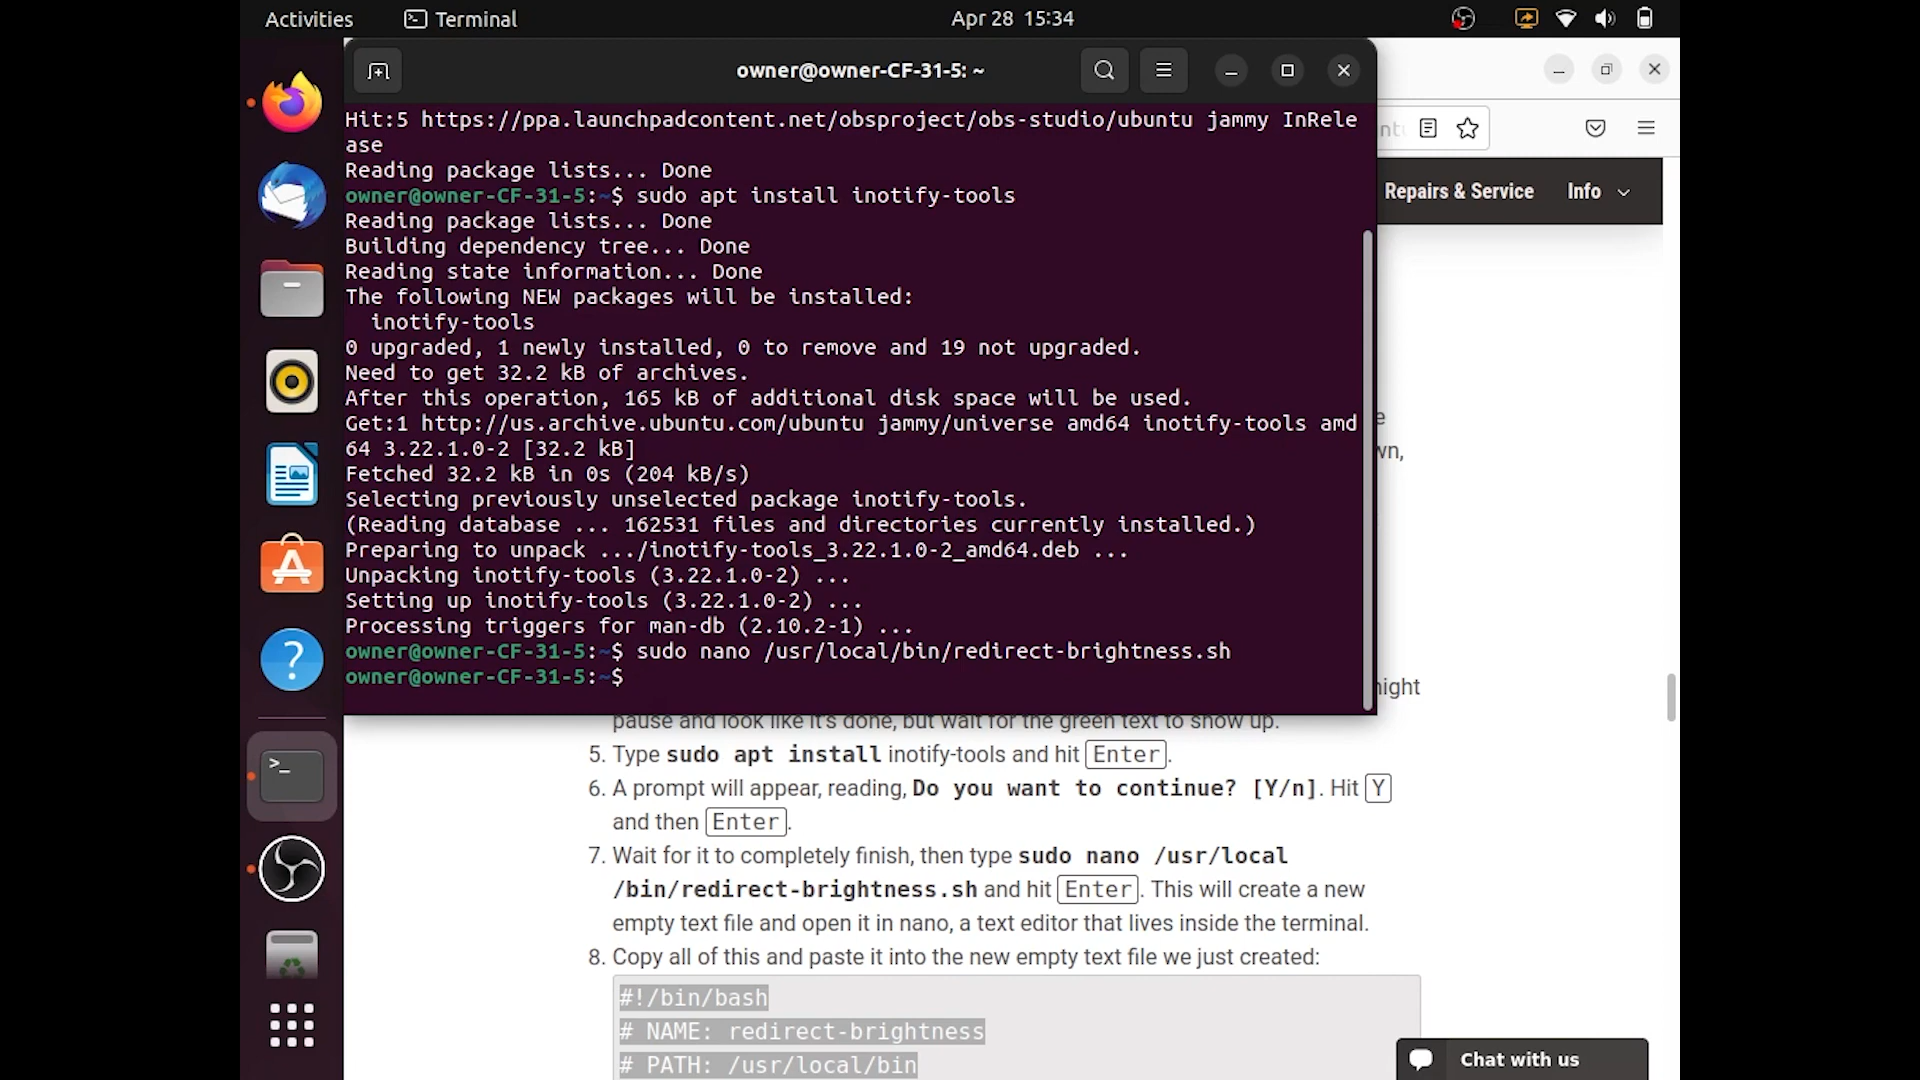 Activities
Terminal
Apr 28 15:34
owner@owner-CF-31-5: ~
Hit:5 https://ppa.launchpadcontent.net/obsproject/obs-studio/ubuntu jammy InRele
ase
Reading package lists... Done
owner@owner-CF-31-5:~$ sudo apt install inotify-tools
Reading package lists... Done
Building dependency tree... Done
Reading state information... Done
The following NEW packages will be installed:
inotify-tools
0 upgraded, 1 newly installed, 0 to remove and 19 not upgraded.
Need to get 32.2 kB of archives.
After this operation, 165 kB of additional disk space will be used.
Get:1 http://us.archive.ubuntu.com/ubuntu jammy/universe amd64 inotify-tools amd
64 3.22.1.0-2 [32.2 kB]
Fetched 32.2 kB in 0s (204 kB/s)
Selecting previously unselected package inotify-tools.
(Reading database ... 162531 files and directories currently installed.)
Preparing to unpack .../inotify-tools_3.22.1.0-2_amd64.deb ...
Unpacking inotify-tools (3.22.1.0-2) ...
Setting up inotify-tools (3.22.1.0-2) ...
Processing triggers for man-db (2.10.2-1) ...
owner@owner-CF-31-5:~$ sudo nano /usr/local/bin/redirect-brightness.sh
owner@owner-CF-31-5:~$
Repairs & Service
Info
pause and look like it's done, but wait for the green text to show up.
5. Type sudo apt install inotify-tools and hit Enter.
6. A prompt will appear, reading, Do you want to continue? [Y/n]. Hit Y
and then Enter.
7. Wait for it to completely finish, then type sudo nano /usr/local
/bin/redirect-brightness.sh and hit Enter. This will create a new
empty text file and open it in nano, a text editor that lives inside the terminal.
8. Copy all of this and paste it into the new empty text file we just created:
#!/bin/bash
# NAME: redirect-brightness
# PATH: /usr/local/bin
Chat with us